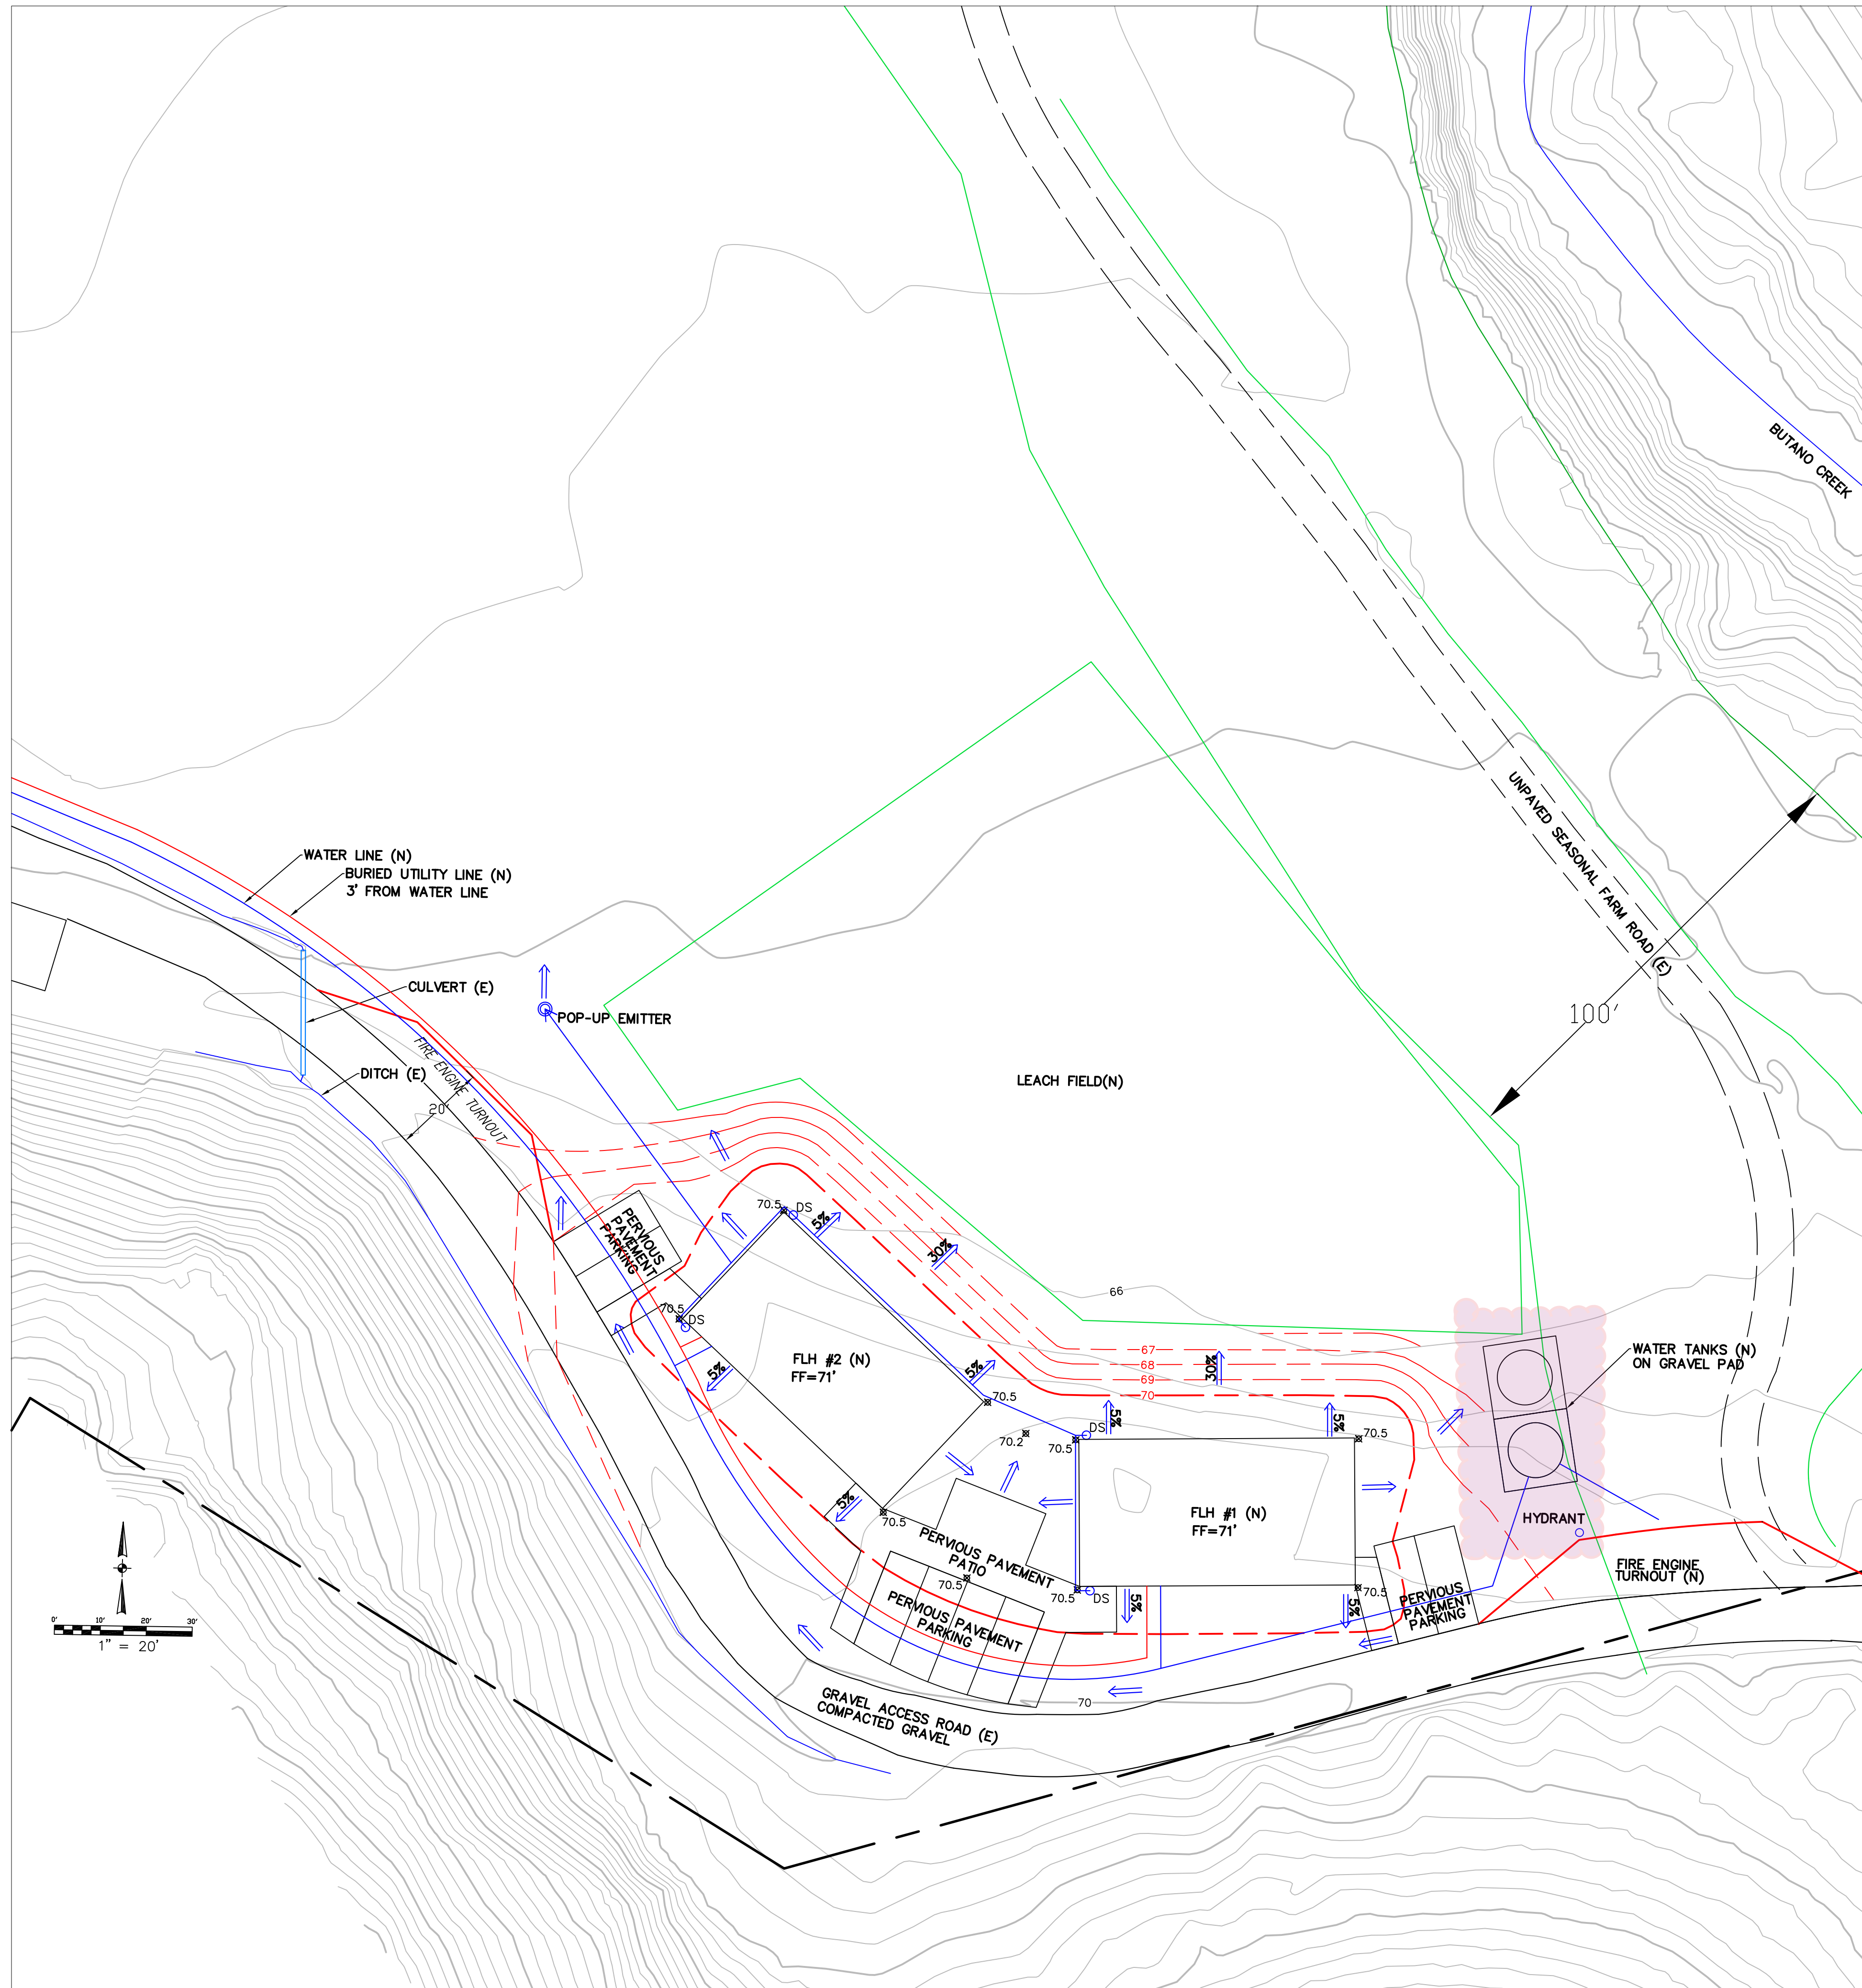 BUTANO CREEK
UNPAVED SEASONAL FARM ROAD (E)
WATER LINE (N)
BURIED UTILITY LINE (N)
3' FROM WATER LINE
CULVERT (E)
POP-UP EMITTER
100'
FIRE ENGINE TURNOUT
DITCH (E)
20'
LEACH FIELD(N)
70.5
DS
5%
PERVIOUS
PAVEMENT
PARKING
30%
66
70.5
DS
67
68
69
70
30%
WATER TANKS (N)
ON GRAVEL PAD
FLH #2 (N)
FF=71'
5%
5%
70.5
5%
5%
DS
70.2
70.5
70.5
5%
70.5
FLH #1 (N)
FF=71'
HYDRANT
PERVIOUS PAVEMENT
PATIO
FIRE ENGINE
TURNOUT (N)
70.5
70.5
DS
5%
5%
70.5
PERVIOUS
PAVEMENT
PARKING
PERVIOUS PAVEMENT
PARKING
0' 10' 20' 30'
1" = 20'
70
GRAVEL ACCESS ROAD (E)
COMPACTED GRAVEL